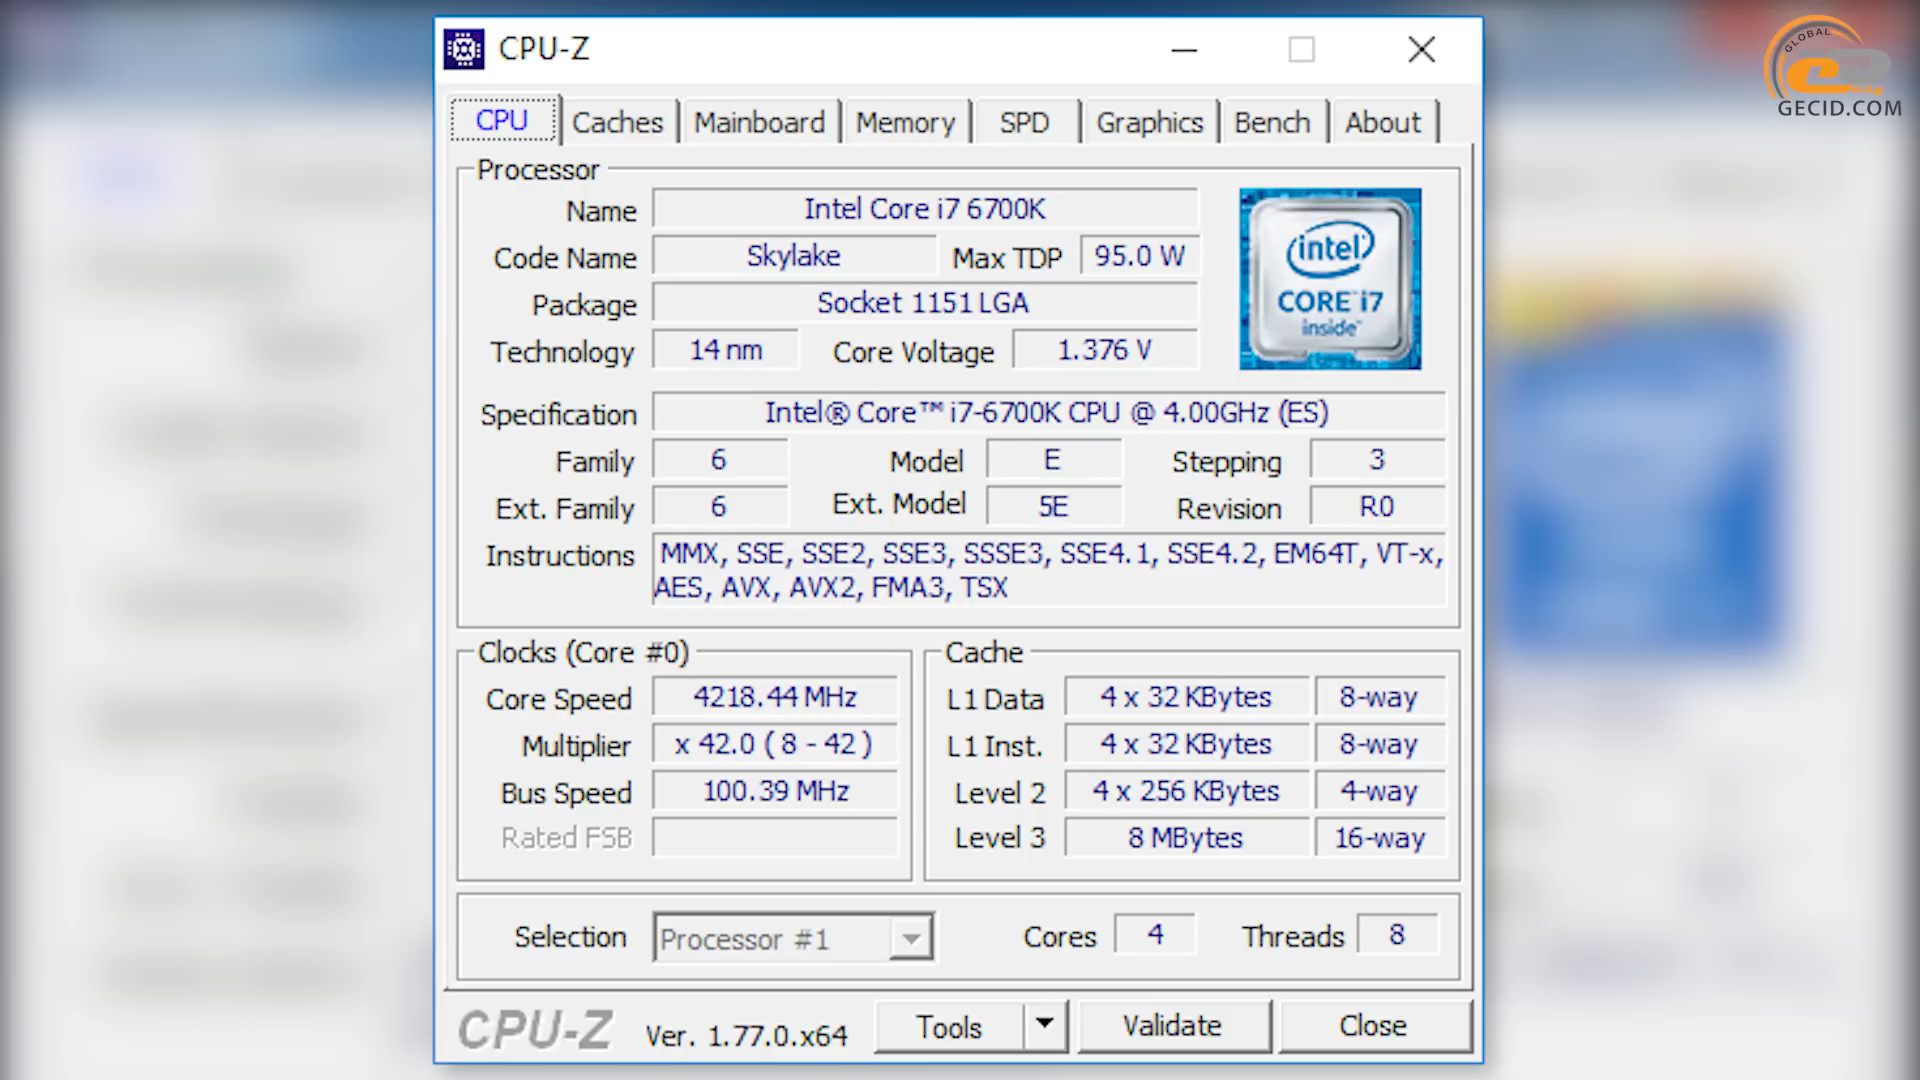 CPU-Z
GLOBAL
GECID.COM
CPU Caches Mainboard Memory SPD Graphics Bench About
Processor
Name Intel Core i7 6700K
Code Name Skylake Max TDP 95.0 W
Package Socket 1151 LGA
Technology 14 nm Core Voltage 1.376 V
intel
CORE™ i7
inside™
Specification Intel® Core™ i7-6700K CPU @ 4.00GHz (ES)
Family 6 Model E Stepping 3
Ext. Family 6 Ext. Model 5E Revision R0
Instructions MMX, SSE, SSE2, SSE3, SSSE3, SSE4.1, SSE4.2, EM64T, VT-x,
AES, AVX, AVX2, FMA3, TSX
Clocks (Core #0)
Core Speed 4218.44 MHz
Multiplier x 42.0 ( 8 - 42 )
Bus Speed 100.39 MHz
Rated FSB
Cache
L1 Data 4 x 32 KBytes 8-way
L1 Inst. 4 x 32 KBytes 8-way
Level 2 4 x 256 KBytes 4-way
Level 3 8 MBytes 16-way
Selection Processor #1 Cores 4 Threads 8
CPU-Z Ver. 1.77.0.x64 Tools Validate Close